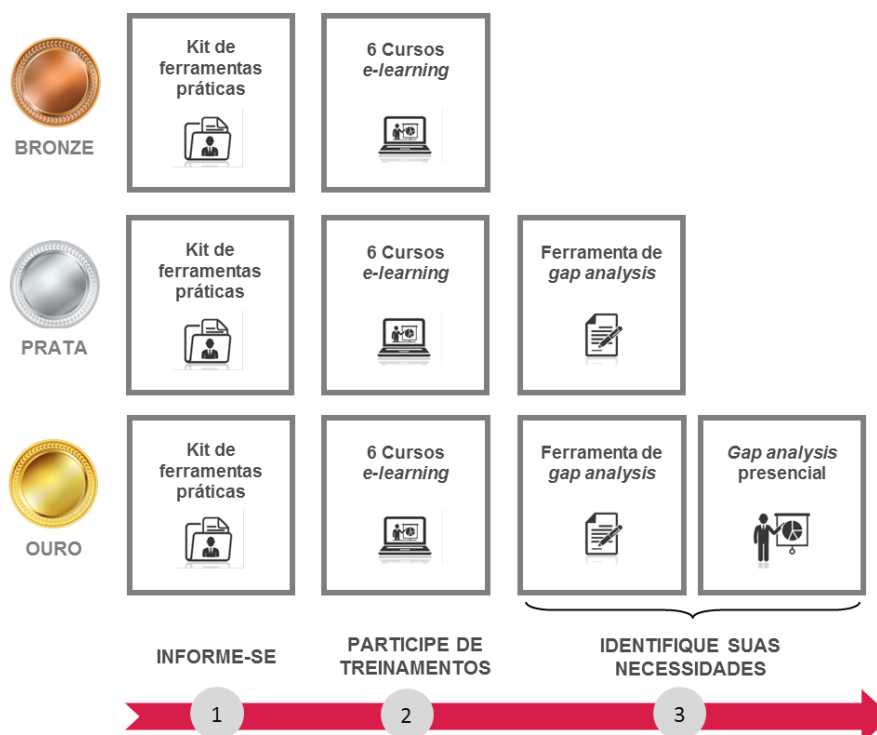 Kit de
ferramentas
práticas
6 Cursos
e-learning
BRONZE
Kit de
ferramentas
práticas
6 Cursos
e-learning
Ferramenta de
gap analysis
PRATA
Kit de
ferramentas
práticas
6 Cursos
e-learning
Ferramenta de
gap analysis
Gap analysis
presencial
OURO
INFORME-SE
PARTICIPE DE
TREINAMENTOS
IDENTIFIQUE SUAS
NECESSIDADES
1
2
3